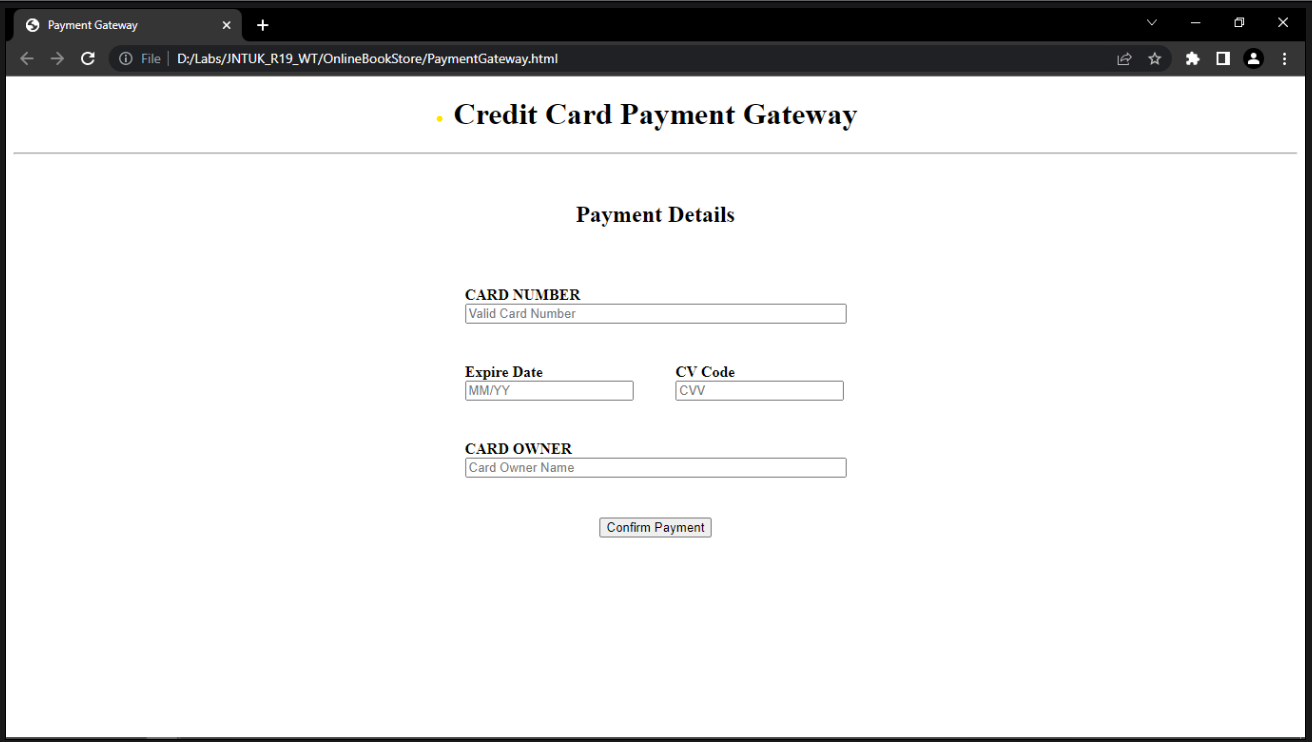 Payment Gateway
File D:/Labs/JNTUK_R19_WT/OnlineBookStore/PaymentGateway.html
Credit Card Payment Gateway
Payment Details
CARD NUMBER
Valid Card Number
Expire Date CV Code
MM/YY CVV
CARD OWNER
Card Owner Name
Confirm Payment